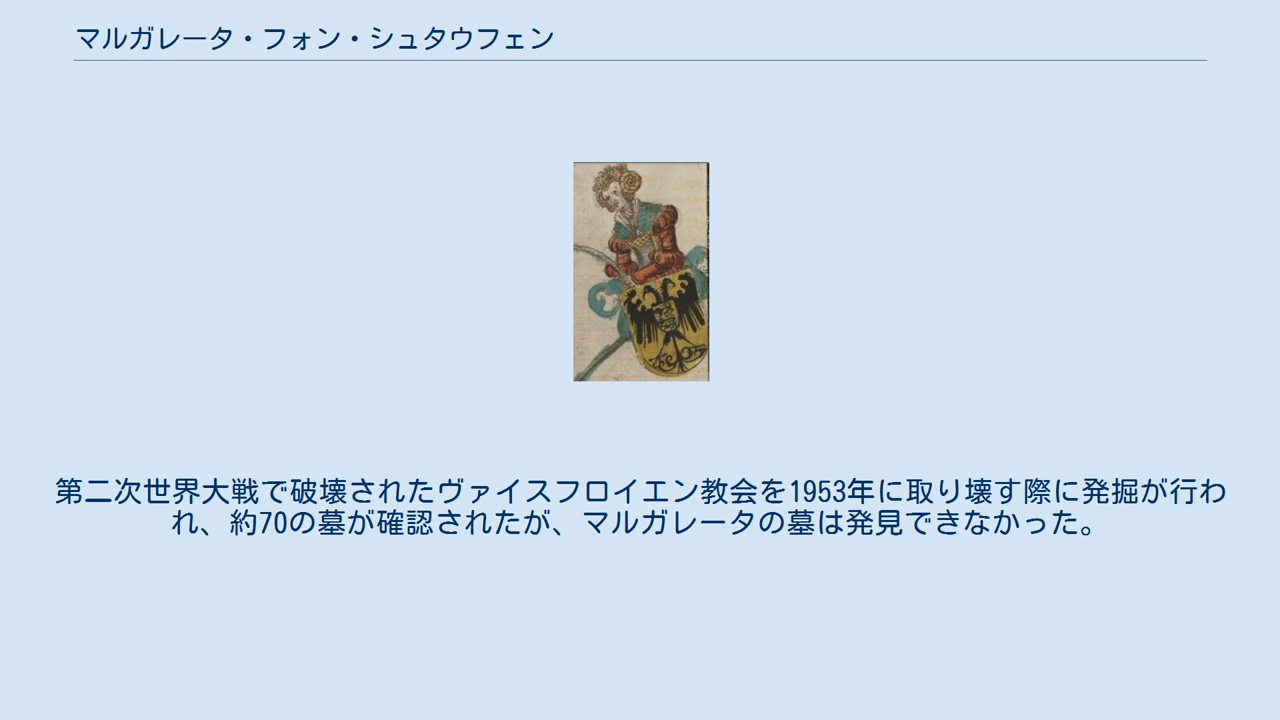 マルガレータ・フォン・シュタウフェン
第二次世界大戦で破壊されたヴァイスフロイエン教会を1953年に取り壊す際に発掘が行わ
れ、約70の墓が確認されたが、マルガレータの墓は発見できなかった。